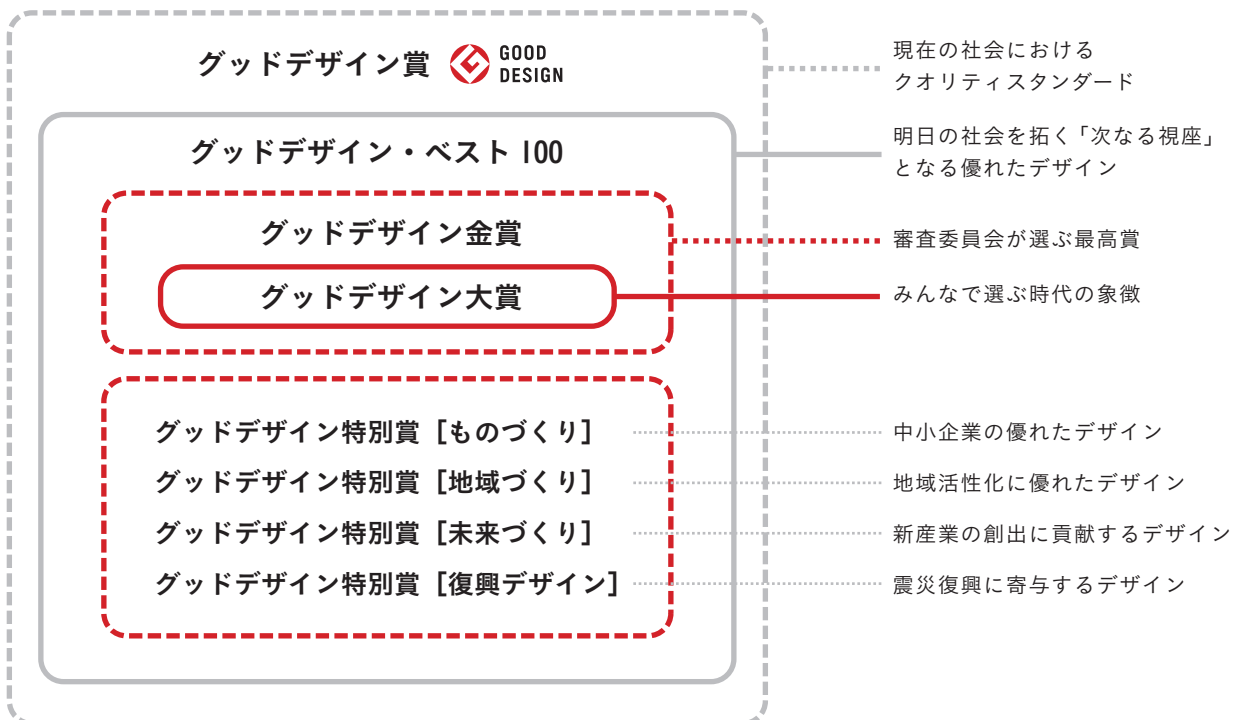 グッドデザイン賞
GOOD
DESIGN
現在の社会における
クオリティスタンダード
グッドデザイン・ベスト100
明日の社会を拓く「次なる視座」
となる優れたデザイン
グッドデザイン金賞
審査委員会が選ぶ最高賞
グッドデザイン大賞
みんなで選ぶ時代の象徴
グッドデザイン特別賞[ものづくり]
中小企業の優れたデザイン
グッドデザイン特別賞[地域づくり]
地域活性化に優れたデザイン
グッドデザイン特別賞[未来づくり]
新産業の創出に貢献するデザイン
グッドデザイン特別賞[復興デザイン]
震災復興に寄与するデザイン